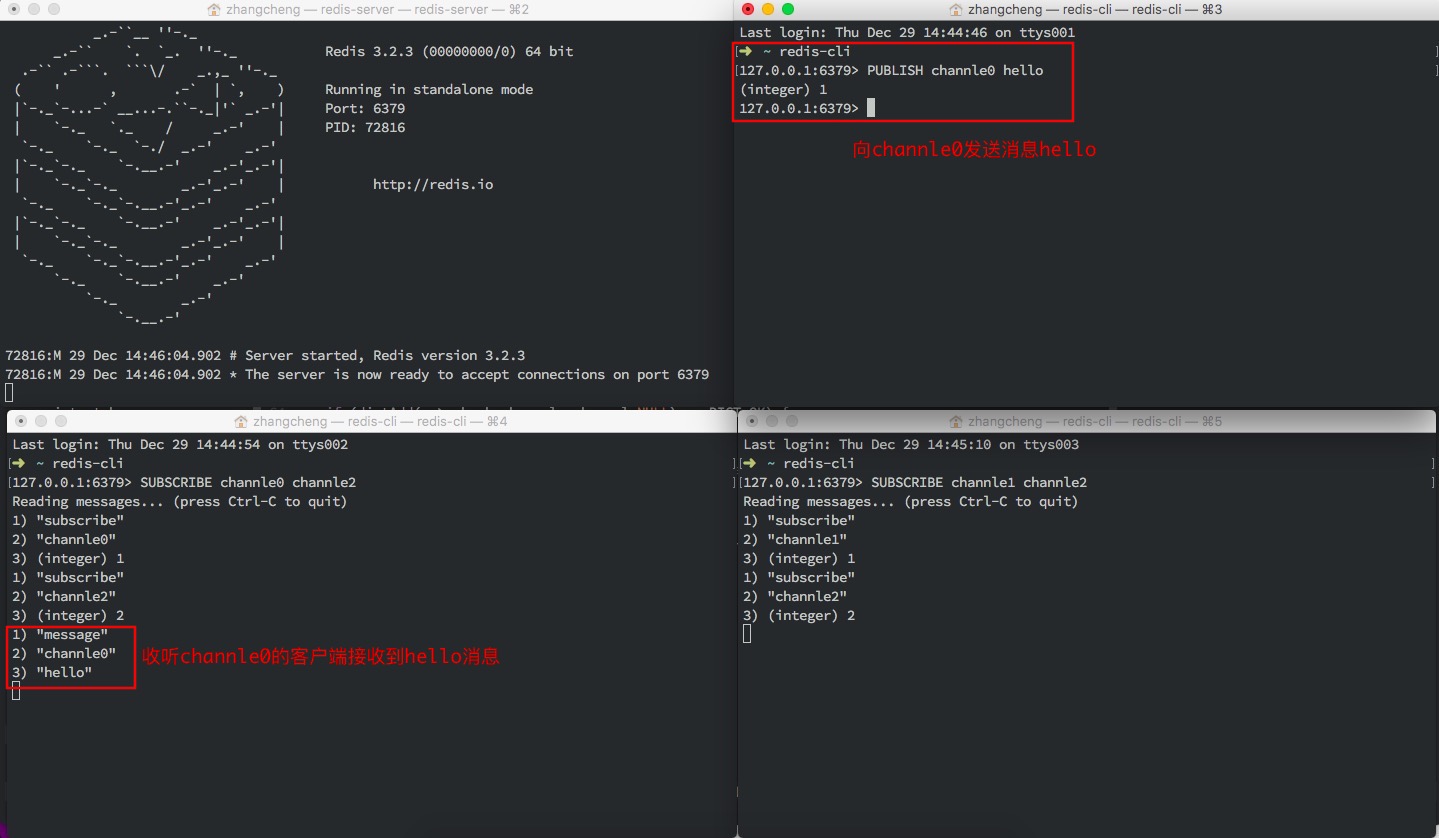 zhangcheng — redis-server — redis-server — ⌘2
Redis 3.2.3 (00000000/0) 64 bit
Running in standalone mode
Port: 6379
PID: 72816
http://redis.io
72816:M 29 Dec 14:46:04.902 # Server started, Redis version 3.2.3
72816:M 29 Dec 14:46:04.902 * The server is now ready to accept connections on port 6379
zhangcheng — redis-cli — redis-cli — ⌘3
Last login: Thu Dec 29 14:44:46 on ttys001
[➜ ~ redis-cli ]
[127.0.0.1:6379> PUBLISH channle0 hello ]
(integer) 1
127.0.0.1:6379>
向channle0发送消息hello
zhangcheng — redis-cli — redis-cli — ⌘4
Last login: Thu Dec 29 14:44:54 on ttys002
[➜ ~ redis-cli ]
[127.0.0.1:6379> SUBSCRIBE channle0 channle2 ]
Reading messages... (press Ctrl-C to quit)
1) "subscribe"
2) "channle0"
3) (integer) 1
1) "subscribe"
2) "channle2"
3) (integer) 2
1) "message"
2) "channle0"
3) "hello"
收听channle0的客户端接收到hello消息
zhangcheng — redis-cli — redis-cli — ⌘5
Last login: Thu Dec 29 14:45:10 on ttys003
[➜ ~ redis-cli ]
[127.0.0.1:6379> SUBSCRIBE channle1 channle2 ]
Reading messages... (press Ctrl-C to quit)
1) "subscribe"
2) "channle1"
3) (integer) 1
1) "subscribe"
2) "channle2"
3) (integer) 2